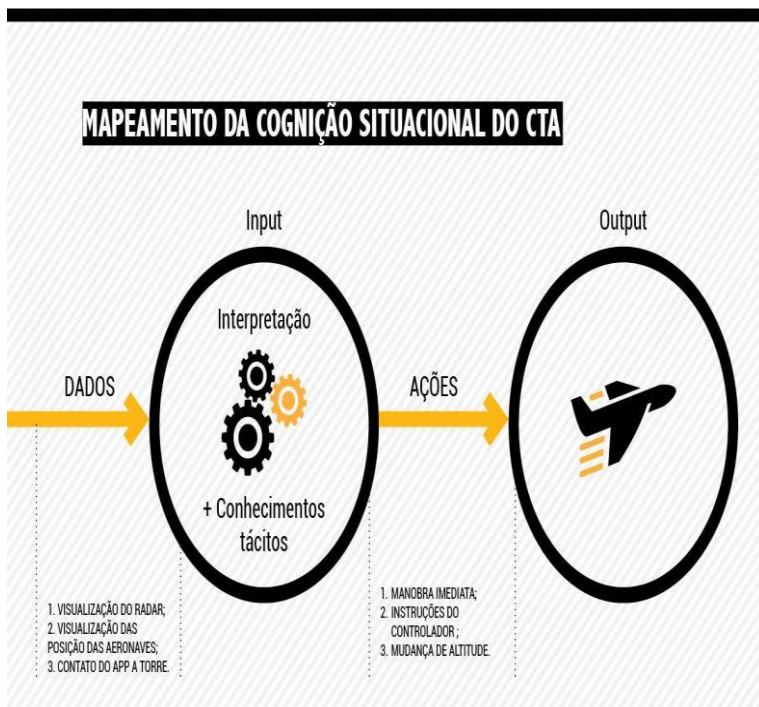 MAPEAMENTO DA COGNIÇÃO SITUACIONAL DO CTA
Input
Output
Interpretação
DADOS
AÇÕES
+ Conhecimentos
tácitos
1. VISUALIZAÇÃO DO RADAR;
2. VISUALIZAÇÃO DAS
POSIÇÃO DAS AERONAVES;
3. CONTATO DO APP A TORRE.
1. MANOBRA IMEDIATA;
2. INSTRUÇÕES DO
CONTROLADOR ;
3. MUDANÇA DE ALTITUDE.